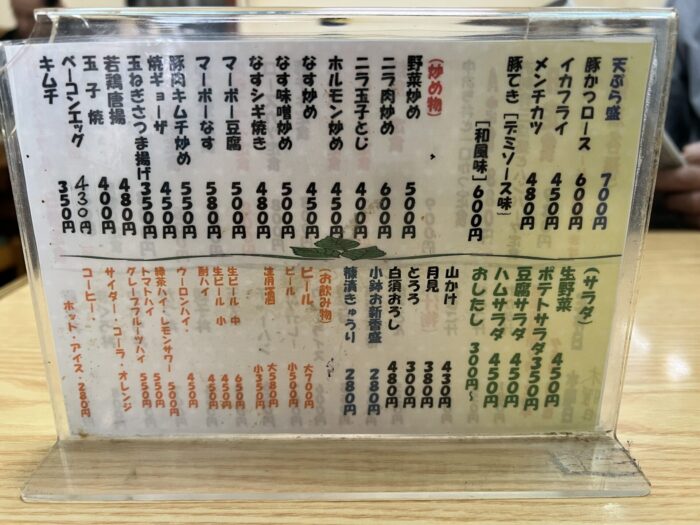 天ぷら盛 700円
豚かつロース 600円
イカフライ 450円
メンチカツ 480円
豚てき[デミソース味]
[和風味] 600円
(炒め物)
野菜炒め 500円
ニラ肉炒め 600円
ニラ玉子とじ 400円
ホルモン炒め 450円
なす炒め 450円
なす味噌炒め 500円
なすシギ焼き 480円
マーボー豆腐 500円
マーボーなす 580円
豚肉キムチ炒め 550円
焼ギョーザ 450円
玉ねぎさつま揚げ 350円
若鶏唐揚 480円
玉子焼 400円
ベーコンエッグ 430円
キムチ 350円
(サラダ)
生野菜 450円
ポテトサラダ 350円
豆腐サラダ 450円
ハムサラダ 450円
おしたし 300円~
山かけ 430円
月見 380円
とろろ 300円
白須おろし 480円
小鉢お新香盛 280円
糠漬きゅうり 280円
(お飲み物)
ビール 大700円
ビール 小500円
清酒 大580円
小350円
生ビール 中 650円
生ビール 小 450円
酎ハイ 450円
ウーロンハイ 450円
緑茶ハイ・レモンサワー 500円
トマトハイ 550円
グレープフルーツハイ 550円
サイダー・コーラ・オレンジ
コーヒー・ホット・アイス 280円